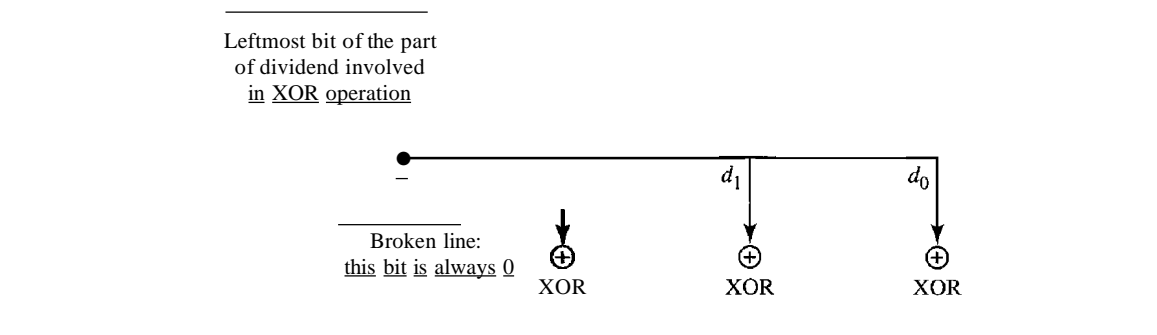 Leftmost bit of the part
of dividend involved
in XOR operation
d1
d0
Broken line:
this bit is always 0
XOR
XOR
XOR